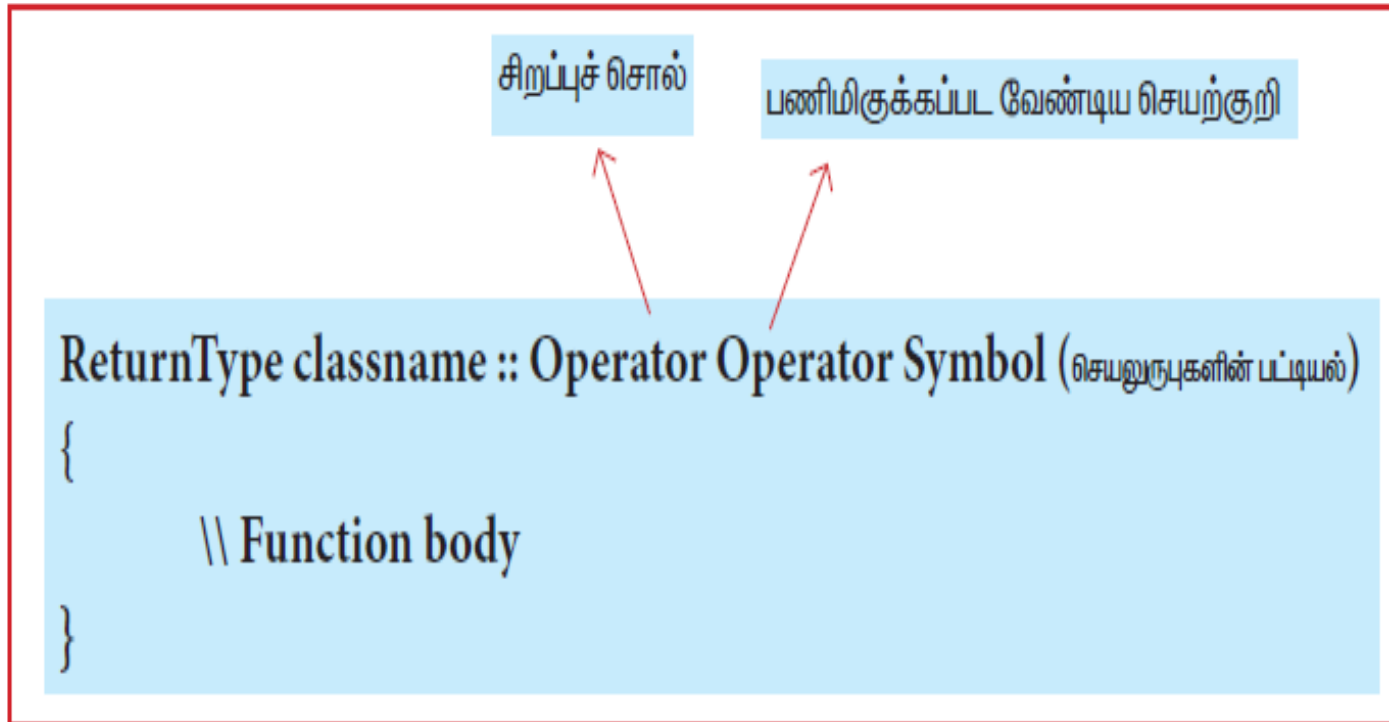 சிறப்புச் சொல்
பணிமிகுக்கப்பட வேண்டிய செயற்குறி
ReturnType classname :: Operator Operator Symbol (செயலுருபுகளின் பட்டியல்)
{
\\ Function body
}